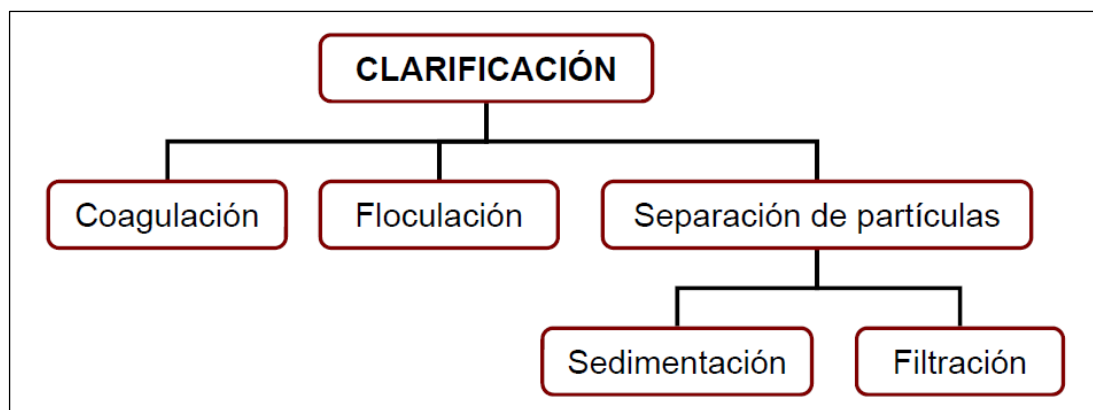 CLARIFICACIÓN
Coagulación
Floculación
Separación de partículas
Sedimentación
Filtración